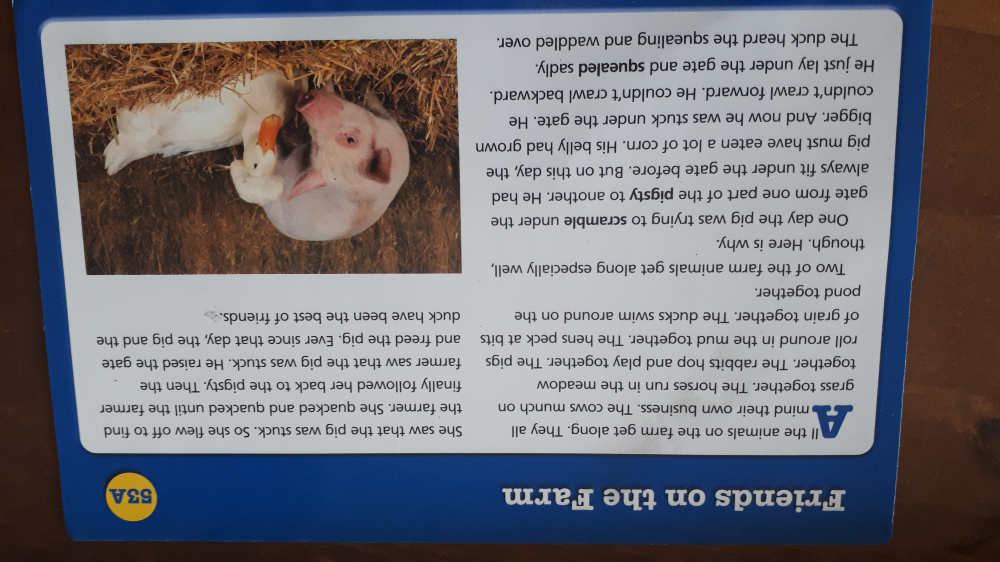 Friends on the Farm
53A
All the animals on the farm get along. They all
mind their own business. The cows munch on
grass together. The horses run in the meadow
together. The rabbits hop and play together. The pigs
roll around in the mud together. The hens peck at bits
of grain together. The ducks swim around on the
pond together.
Two of the farm animals get along especially well,
though. Here is why.
One day the pig was trying to scramble under the
gate from one part of the pigsty to another. He had
always fit under the gate before. But on this day, the
pig must have eaten a lot of corn. His belly had grown
bigger. And now he was stuck under the gate. He
couldn't crawl forward. He couldn't crawl backward.
He just lay under the gate and squealed sadly.
The duck heard the squealing and waddled over.
She saw that the pig was stuck. So she flew off to find
the farmer. She quacked and quacked until the farmer
finally followed her back to the pigsty. Then the
farmer saw that the pig was stuck. He raised the gate
and freed the pig. Ever since that day, the pig and the
duck have been the best of friends.